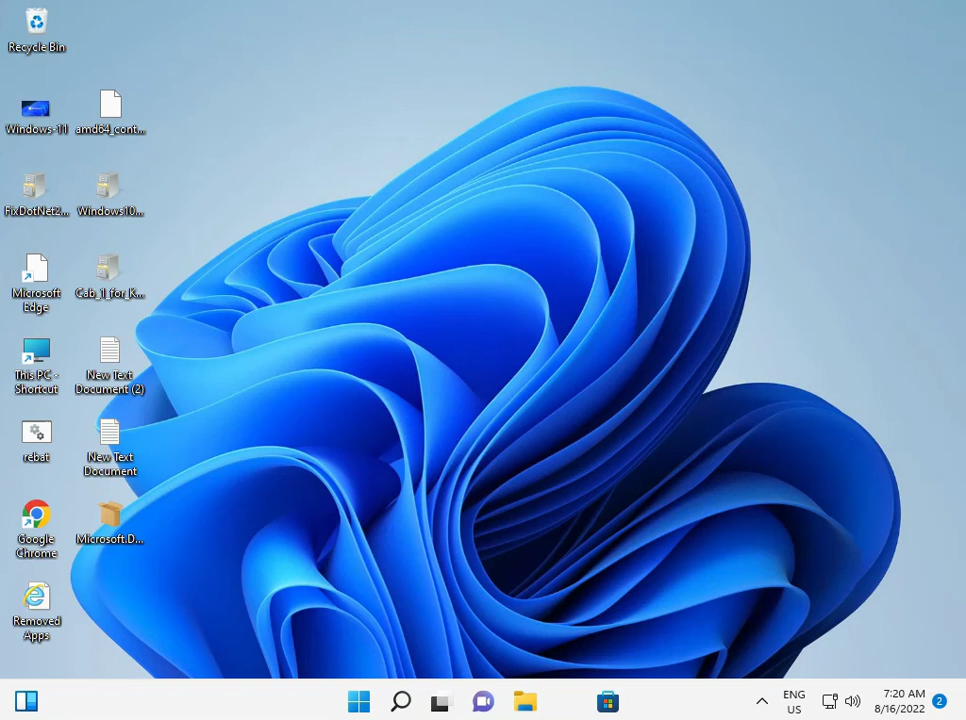 Recycle Bin
Windows-11
amd64_cont...
FixDotNet2...
Windows10...
Microsoft
Edge
Cab_1_for_K...
This PC -
Shortcut
New Text
Document (2)
rebat
New Text
Document
Google
Chrome
Microsoft.D...
Removed
Apps
ENG
US
7:20 AM
8/16/2022
2